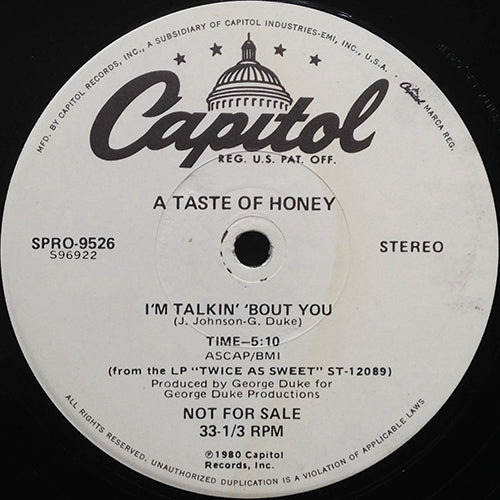 MFD. BY CAPITOL RECORDS, INC., A SUBSIDIARY OF CAPITOL INDUSTRIES-EMI, INC., U.S.A. • Capitol MARCA REG.
Capitol
REG. U.S. PAT. OFF.
A TASTE OF HONEY
SPRO-9526
S96922
STEREO
I'M TALKIN' 'BOUT YOU
(J. Johnson-G. Duke)
TIME—5:10
ASCAP/BMI
(from the LP "TWICE AS SWEET" ST-12089)
Produced by George Duke for
George Duke Productions
NOT FOR SALE
33-1/3 RPM
℗1980 Capitol
Records, Inc.
ALL RIGHTS RESERVED. UNAUTHORIZED DUPLICATION IS A VIOLATION OF APPLICABLE LAWS